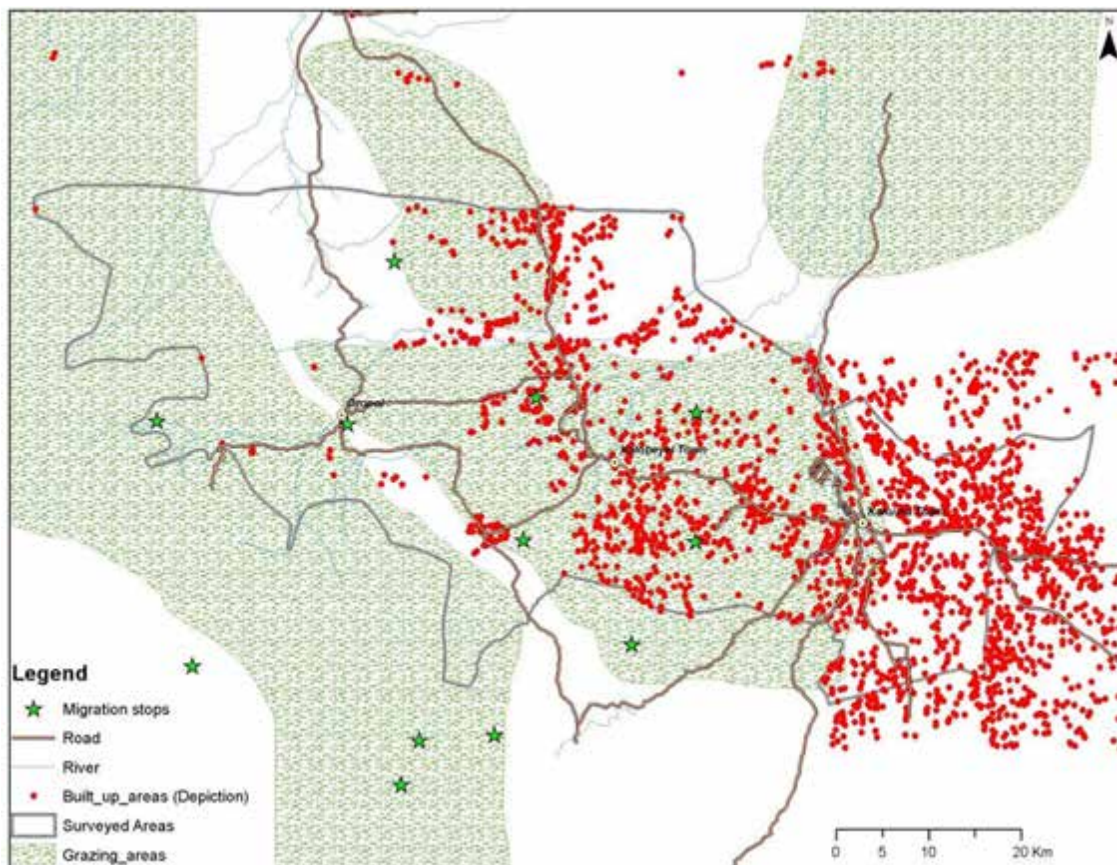 N
Legend
Migration stops
Road
River
Built_up_areas (Depiction)
Surveyed Areas
Grazing_areas
0 5 10 20 Km